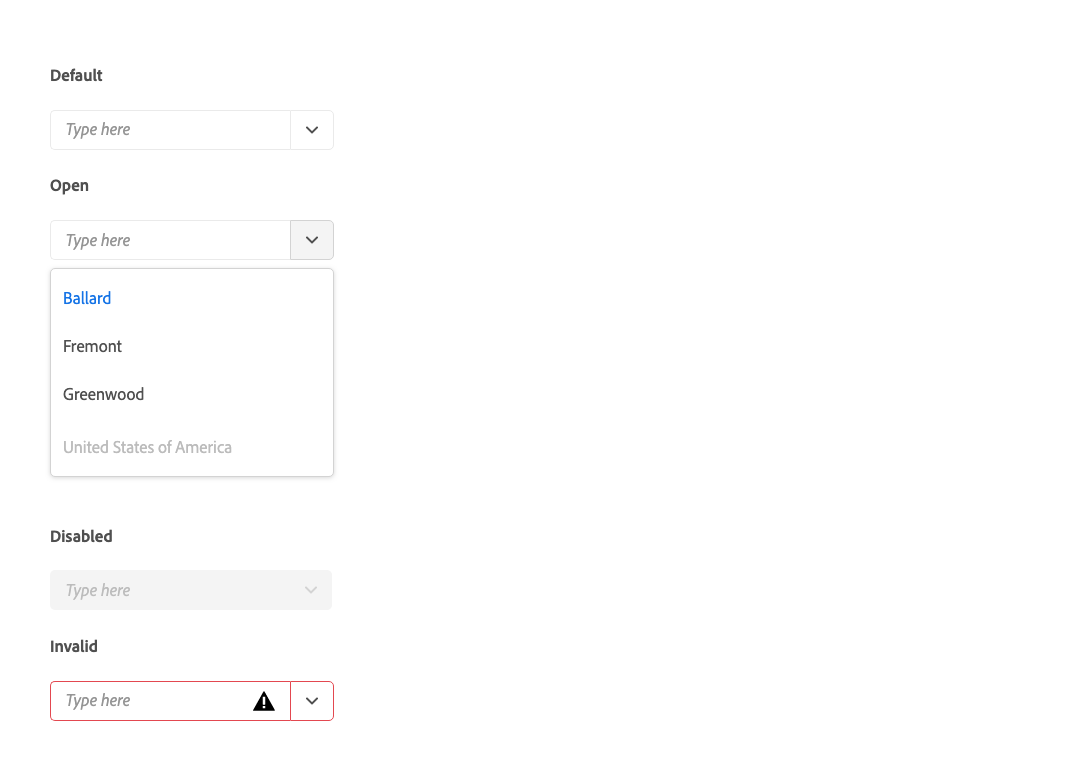 Default
Type here
Open
Type here
Ballard
Fremont
Greenwood
United States of America
Disabled
Type here
Invalid
Type here